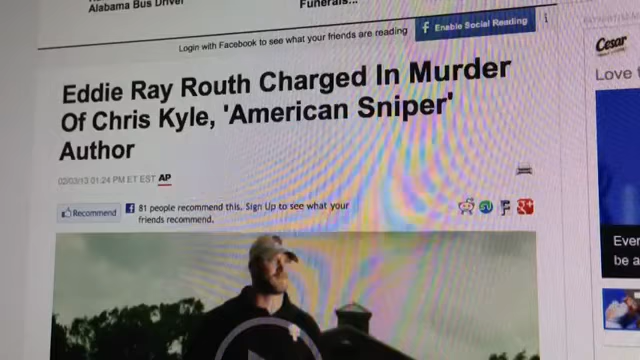 Alabama Bus Driver
Funerals...
Login with Facebook to see what your friends are reading
f Enable Social Reading
i
Eddie Ray Routh Charged In Murder
Of Chris Kyle, 'American Sniper'
Author
02/03/13 01:24 PM ET EST AP
Recommend
f 81 people recommend this. Sign Up to see what your
friends recommend.
Cesar
Love
Ever
be a